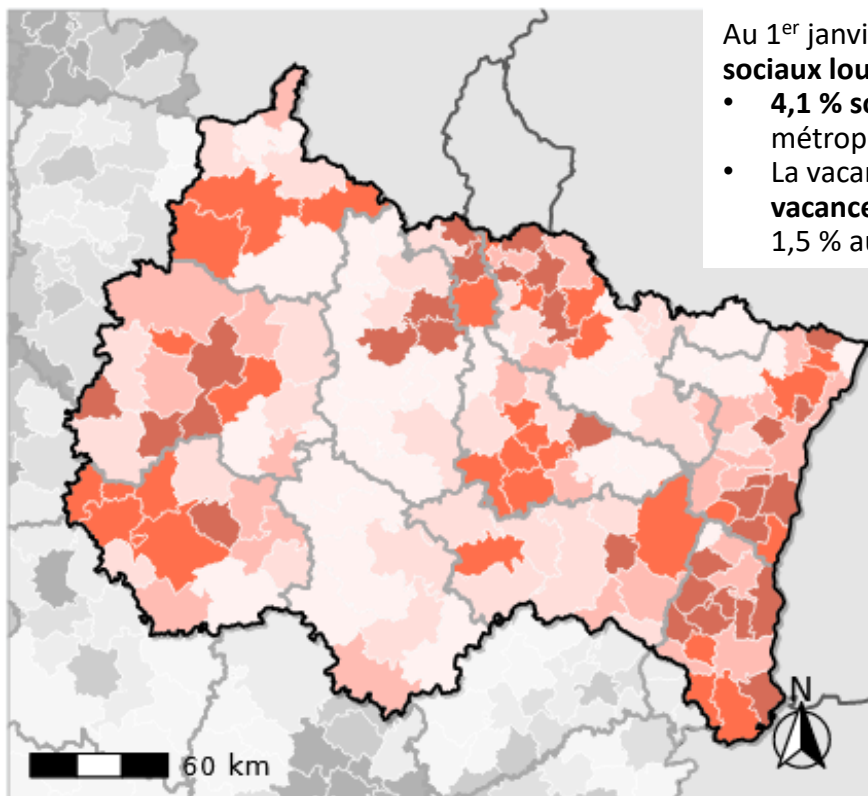 Au 1er janvi
sociaux lou
• 4,1 % so
métrop
• La vacan
vacance
1,5 % au
N
60 km